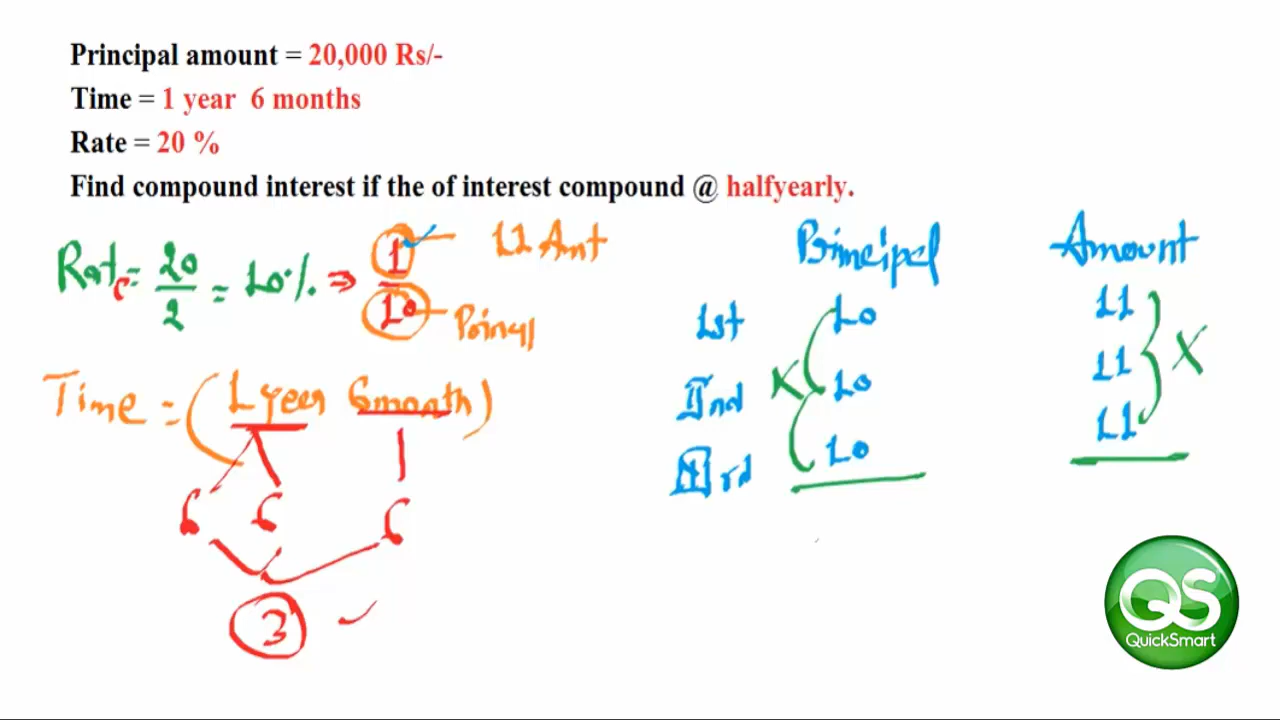 Principal amount = 20,000 Rs/-
Time = 1 year 6 months
Rate = 20 %
Find compound interest if the of interest compound @ halfyearly.
Rate = 20/2 = 10% ⇒ 1/10
11 Amt
Principal Amount
1st 10 11
IInd 10 11
IIIrd 10 11
X X
Time = (1 year 6 month)
6 6 6
3 ✓
QS
QuickSmart